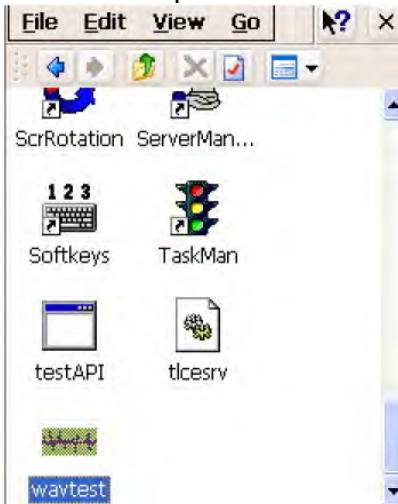 File Edit View Go ?
ScrRotation ServerMan...
1 2 3
Softkeys TaskMan
testAPI tlcesrv
wavtest